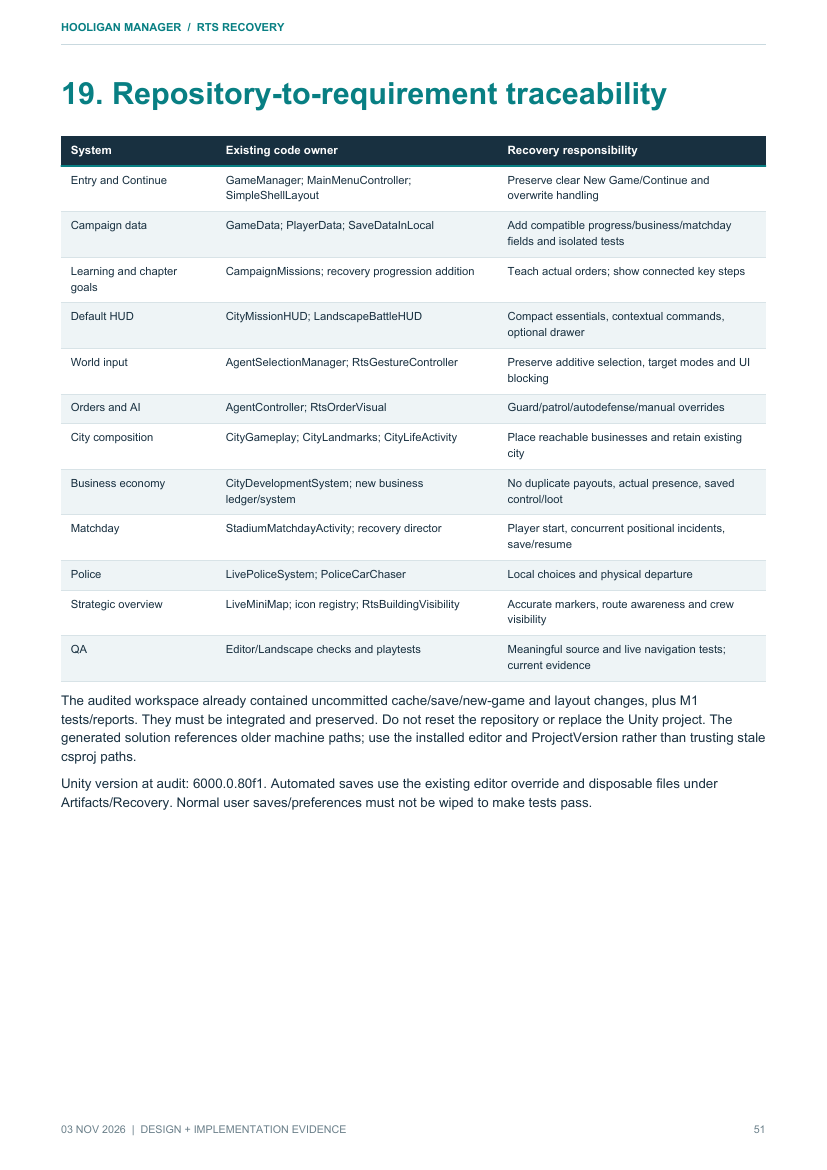 HOOLIGAN MANAGER / RTS RECOVERY
19. Repository-to-requirement traceability
System Existing code owner Recovery responsibility
Entry and Continue GameManager; MainMenuController; Preserve clear New Game/Continue and
SimpleShellLayout overwrite handling
Campaign data GameData; PlayerData; SaveDataInLocal Add compatible progress/business/matchday
fields and isolated tests
Learning and chapter CampaignMissions; recovery progression addition Teach actual orders; show connected key steps
goals
Default HUD CityMissionHUD; LandscapeBattleHUD Compact essentials, contextual commands,
optional drawer
World input AgentSelectionManager; RtsGestureController Preserve additive selection, target modes and UI
blocking
Orders and AI AgentController; RtsOrderVisual Guard/patrol/autodefense/manual overrides
City composition CityGameplay; CityLandmarks; CityLifeActivity Place reachable businesses and retain existing
city
Business economy CityDevelopmentSystem; new business No duplicate payouts, actual presence, saved
ledger/system control/loot
Matchday StadiumMatchdayActivity; recovery director Player start, concurrent positional incidents,
save/resume
Police LivePoliceSystem; PoliceCarChaser Local choices and physical departure
Strategic overview LiveMiniMap; icon registry; RtsBuildingVisibility Accurate markers, route awareness and crew
visibility
QA Editor/Landscape checks and playtests Meaningful source and live navigation tests;
current evidence
The audited workspace already contained uncommitted cache/save/new-game and layout changes, plus M1
tests/reports. They must be integrated and preserved. Do not reset the repository or replace the Unity project. The
generated solution references older machine paths; use the installed editor and ProjectVersion rather than trusting stale
csproj paths.
Unity version at audit: 6000.0.80f1. Automated saves use the existing editor override and disposable files under
Artifacts/Recovery. Normal user saves/preferences must not be wiped to make tests pass.
03 NOV 2026 | DESIGN + IMPLEMENTATION EVIDENCE 51